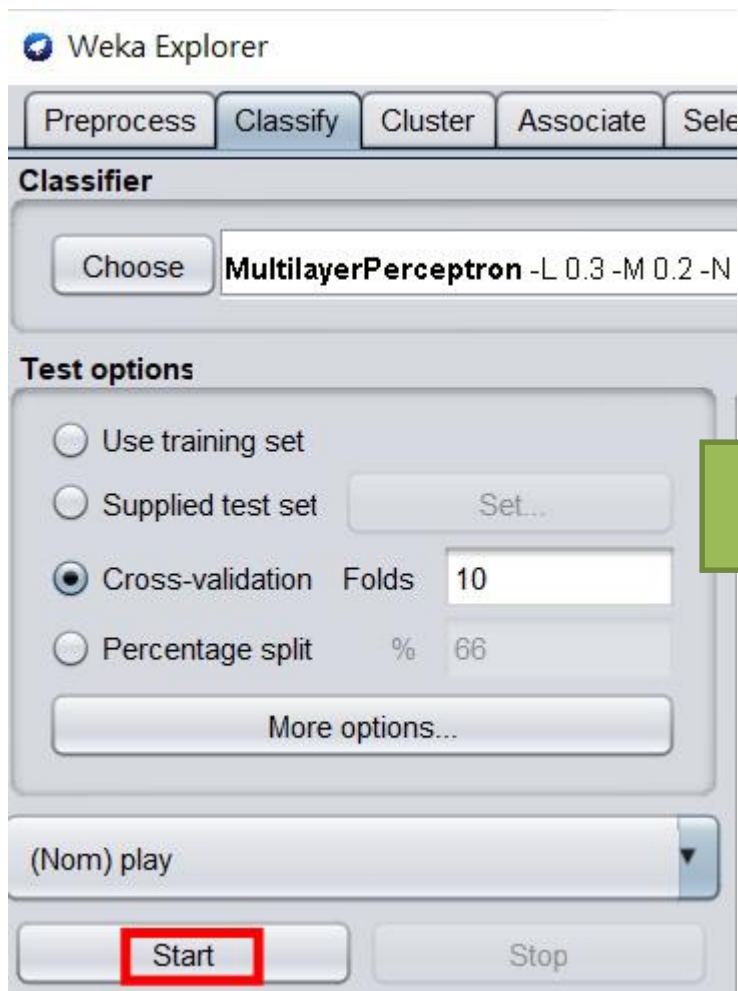 Weka Explorer
Preprocess Classify Cluster Associate Sele
Classifier
Choose MultilayerPerceptron -L 0.3 -M 0.2 -N
Test options
Use training set
Supplied test set Set...
Cross-validation Folds 10
Percentage split % 66
More options...
(Nom) play
Start Stop